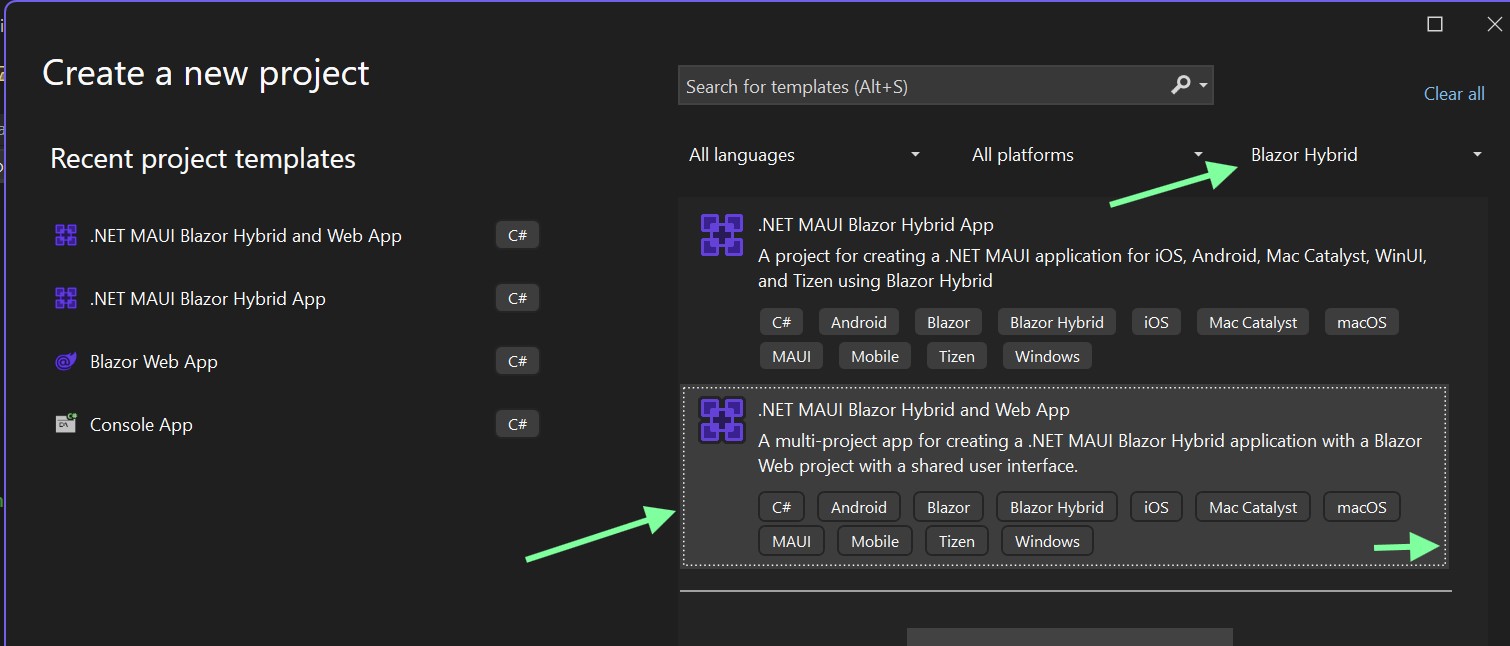 Create a new project
Search for templates (Alt+S)
Clear all
Recent project templates
All languages
All platforms
Blazor Hybrid
.NET MAUI Blazor Hybrid and Web App
C#
.NET MAUI Blazor Hybrid App
C#
Blazor Web App
C#
Console App
C#
.NET MAUI Blazor Hybrid App
A project for creating a .NET MAUI application for iOS, Android, Mac Catalyst, WinUI,
and Tizen using Blazor Hybrid
C# Android Blazor Blazor Hybrid iOS Mac Catalyst macOS
MAUI Mobile Tizen Windows
.NET MAUI Blazor Hybrid and Web App
A multi-project app for creating a .NET MAUI Blazor Hybrid application with a Blazor
Web project with a shared user interface.
C# Android Blazor Blazor Hybrid iOS Mac Catalyst macOS
MAUI Mobile Tizen Windows